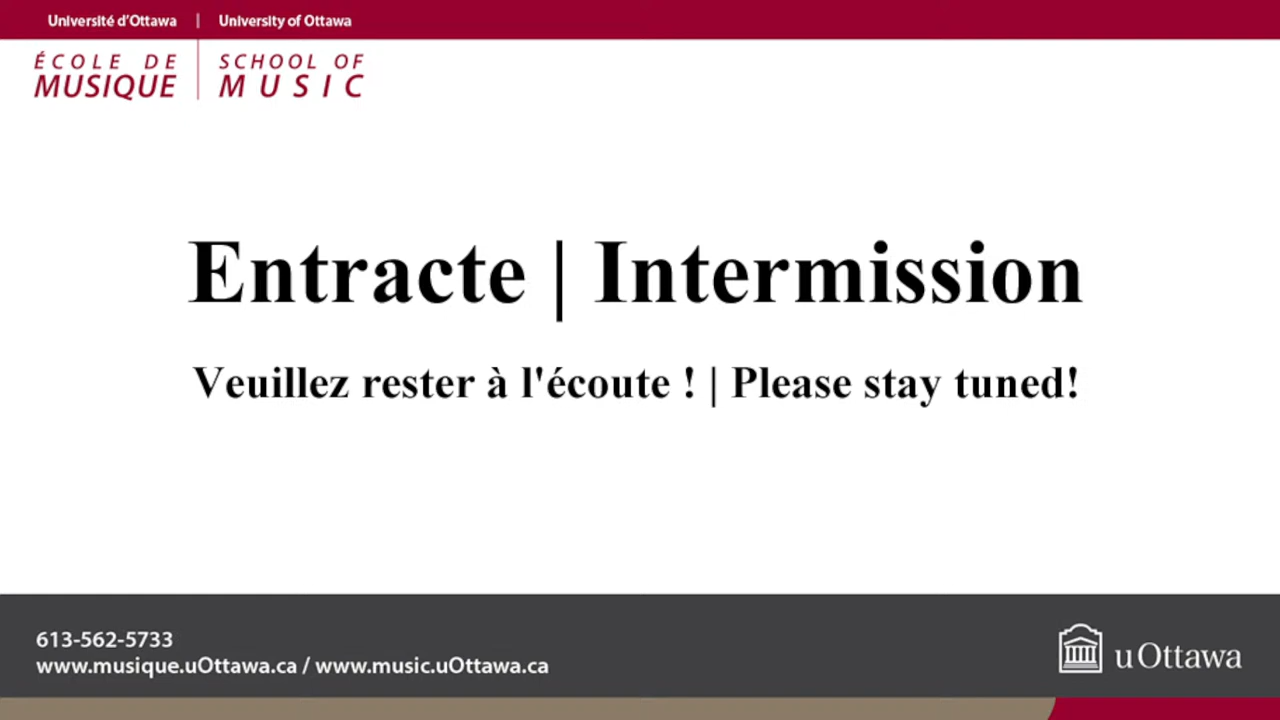 Université d'Ottawa | University of Ottawa
ÉCOLE DE MUSIQUE | SCHOOL OF MUSIC
Entracte | Intermission
Veuillez rester à l'écoute ! | Please stay tuned!
613-562-5733
www.musique.uOttawa.ca / www.music.uOttawa.ca
uOttawa